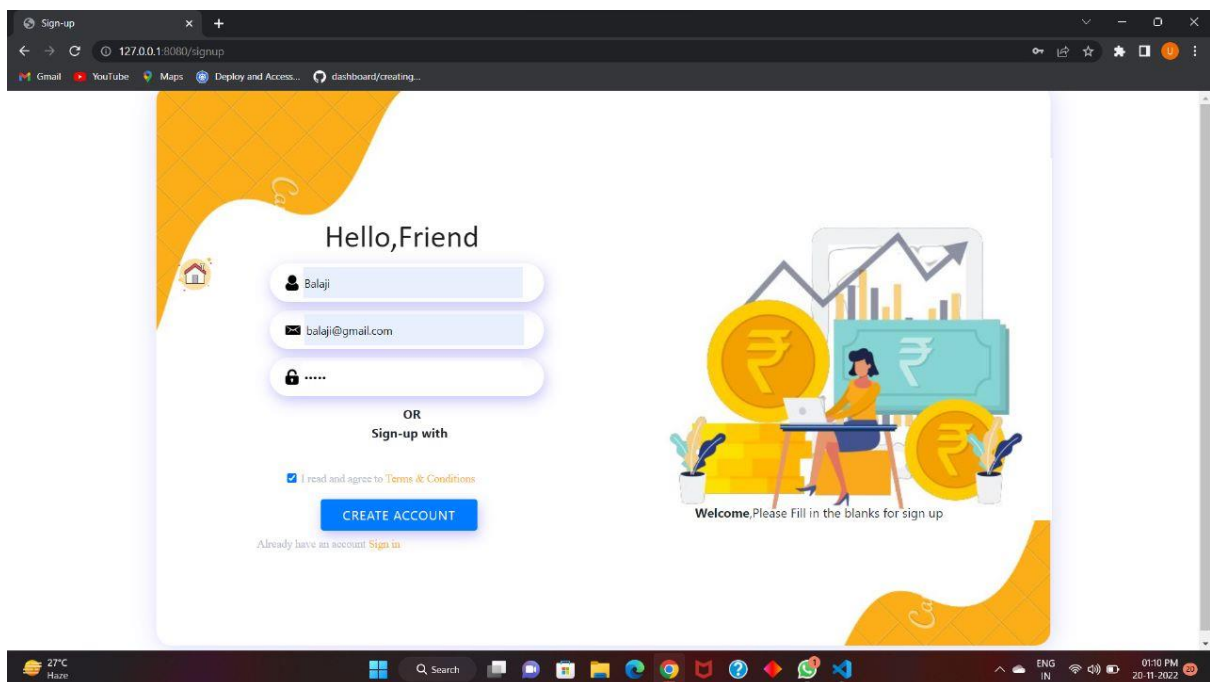 Sign-up
127.0.0.1:8080/signup
U
Gmail YouTube Maps Deploy and Access... dashboard/creating...
Ca
Hello,Friend
Balaji
balaji@gmail.com
•••••
OR
Sign-up with
I read and agree to Terms & Conditions
CREATE ACCOUNT
Already have an account Sign in
₹
₹
₹
Welcome,Please Fill in the blanks for sign up
Ca
27°C
Haze
Search
ENG
IN
01:10 PM
20-11-2022
20